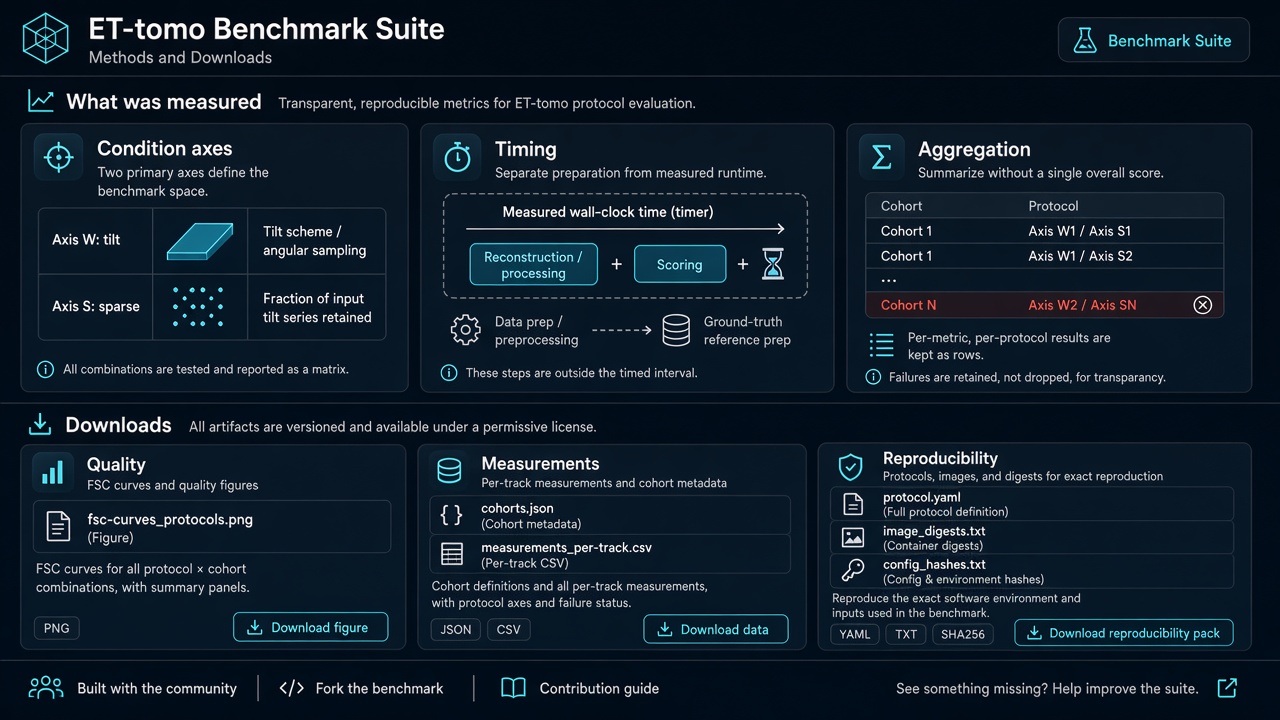 ET-tomo Benchmark Suite
Methods and Downloads
Benchmark Suite
What was measured
Transparent, reproducible metrics for ET-tomo protocol evaluation.
Condition axes
Two primary axes define the
benchmark space.
Axis W: tilt
Tilt scheme /
angular sampling
Axis S: sparse
Fraction of input
tilt series retained
All combinations are tested and reported as a matrix.
Timing
Separate preparation from measured runtime.
Measured wall-clock time (timer)
Reconstruction /
processing
+
Scoring
+
Data prep /
preprocessing
Ground-truth
reference prep
These steps are outside the timed interval.
Aggregation
Summarize without a single overall score.
Cohort Protocol
Cohort 1 Axis W1 / Axis S1
Cohort 1 Axis W1 / Axis S2
...
Cohort N Axis W2 / Axis SN
Per-metric, per-protocol results are
kept as rows.
Failures are retained, not dropped, for transparancy.
Downloads
All artifacts are versioned and available under a permissive license.
Quality
FSC curves and quality figures
fsc-curves_protocols.png
(Figure)
FSC curves for all protocol × cohort
combinations, with summary panels.
PNG
Download figure
Measurements
Per-track measurements and cohort metadata
cohorts.json
(Cohort metadata)
measurements_per-track.csv
(Per-track CSV)
Cohort definitions and all per-track measurements,
with protocol axes and failure status.
JSON CSV
Download data
Reproducibility
Protocols, images, and digests for exact reproduction
protocol.yaml
(Full protocol definition)
image_digests.txt
(Container digests)
config_hashes.txt
(Config & environment hashes)
Reproduce the exact software environment and
inputs used in the benchmark.
YAML TXT SHA256
Download reproducibility pack
Built with the community
Fork the benchmark
Contribution guide
See something missing? Help improve the suite.